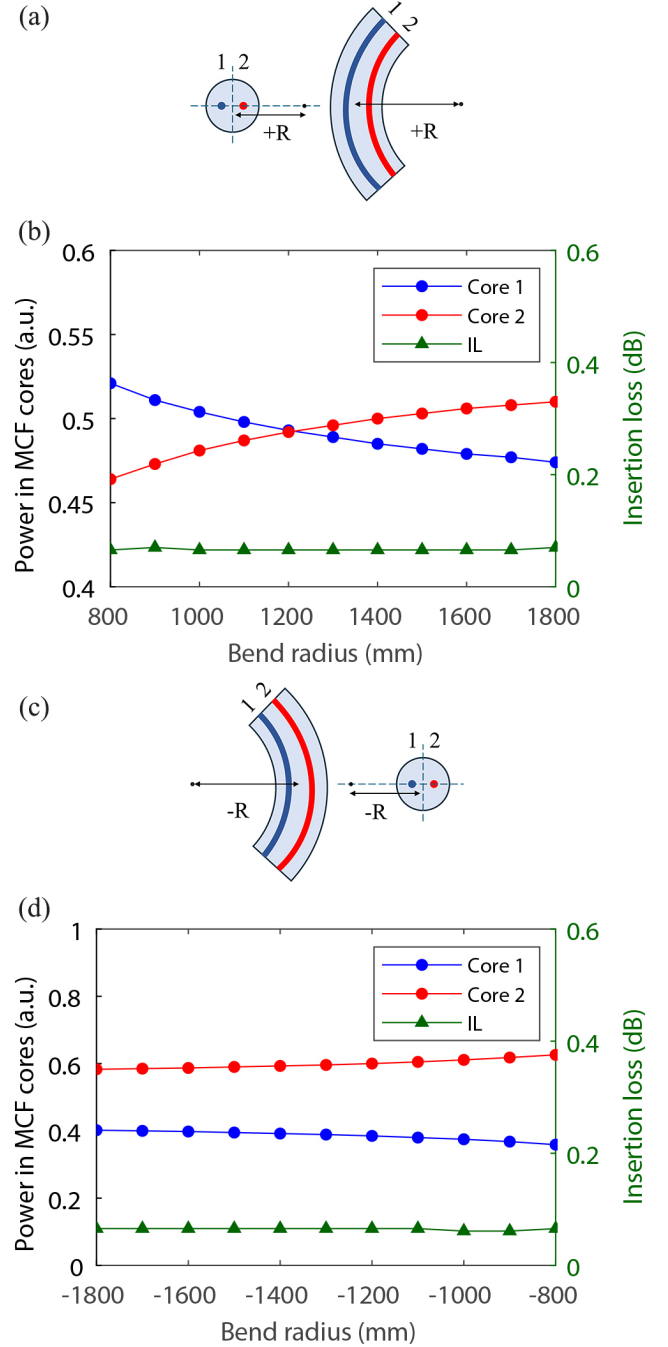 (a)
1 2
1 2
+R
+R
(b)
0.6
0.55
0.5
0.45
0.4
Power in MCF cores (a.u.)
Core 1
Core 2
IL
0.6
0.4
0.2
0
Insertion loss (dB)
800 1000 1200 1400 1600 1800
Bend radius (mm)
(c)
1 2
1 2
-R
-R
(d)
1
0.8
0.6
0.4
0.2
0
Power in MCF cores (a.u.)
Core 1
Core 2
IL
0.6
0.4
0.2
0
Insertion loss (dB)
-1800 -1600 -1400 -1200 -1000 -800
Bend radius (mm)